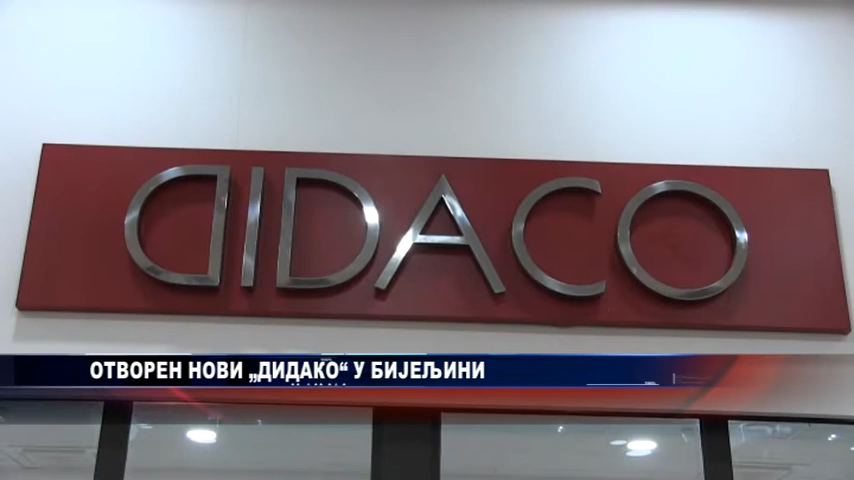 DIDACO
ОТВОРЕН НОВИ „ДИДАКО“ У БИЈЕЉИНИ